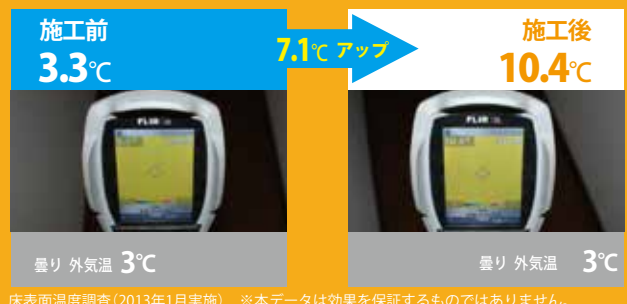 施工前
3.3℃
7.1℃ アップ
施工後
10.4℃
FLIR
FLIR
曇り 外気温 3℃
曇り 外気温 3℃
床表面温度調査(2013年1月実施) ※本データは効果を保証するものではありません。